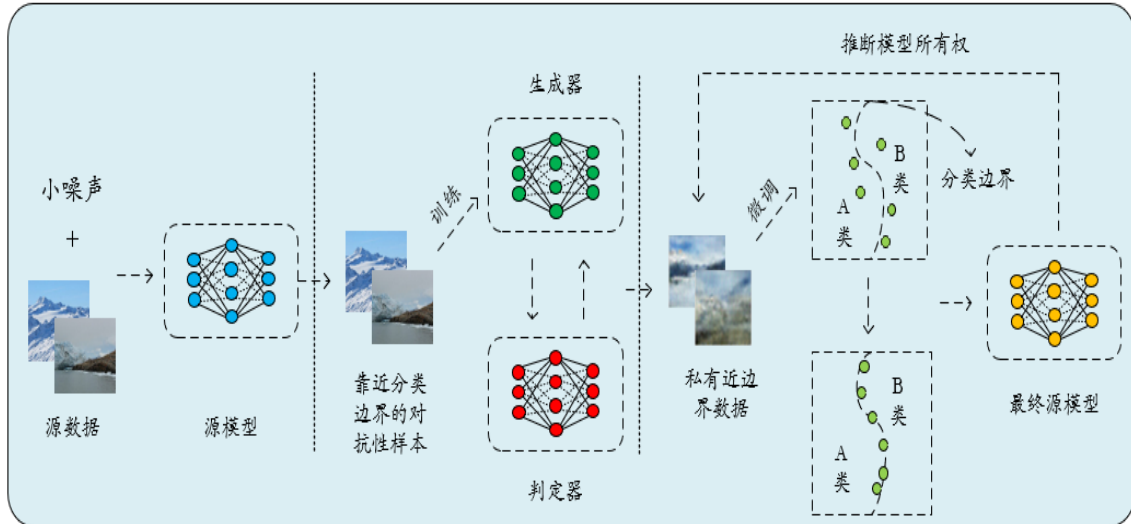 小噪声
+
源数据
源模型
靠近分类
边界的对
抗性样本
训练
生成器
判定器
私有近边
界数据
微调
推断模型所有权
A
类
B
类
分类边界
A
类
B
类
最终源模型